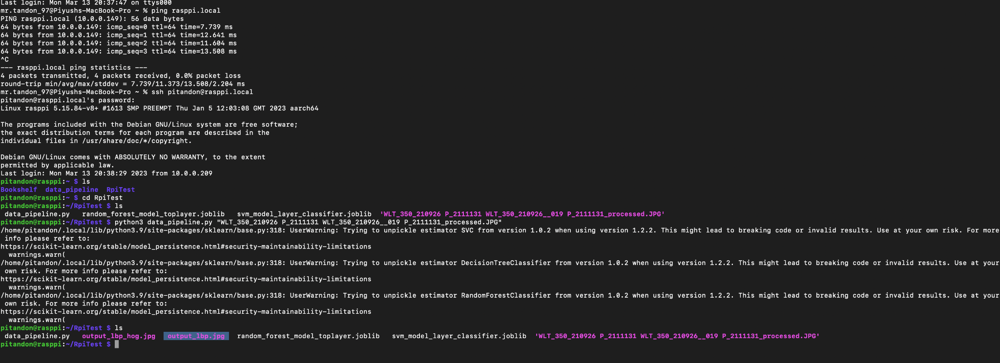 Last login: Mon Mar 13 20:37:47 on ttys000
mr.tandon_97@Piyushs-MacBook-Pro ~ % ping rasppi.local
PING rasppi.local (10.0.0.149): 56 data bytes
64 bytes from 10.0.0.149: icmp_seq=0 ttl=64 time=7.739 ms
64 bytes from 10.0.0.149: icmp_seq=1 ttl=64 time=12.641 ms
64 bytes from 10.0.0.149: icmp_seq=2 ttl=64 time=11.604 ms
64 bytes from 10.0.0.149: icmp_seq=3 ttl=64 time=13.508 ms
^C
--- rasppi.local ping statistics ---
4 packets transmitted, 4 packets received, 0.0% packet loss
round-trip min/avg/max/stddev = 7.739/11.373/13.508/2.204 ms
mr.tandon_97@Piyushs-MacBook-Pro ~ % ssh pitandon@rasppi.local
pitandon@rasppi.local's password:
Linux rasppi 5.15.84-v8+ #1613 SMP PREEMPT Thu Jan 5 12:03:08 GMT 2023 aarch64

The programs included with the Debian GNU/Linux system are free software;
the exact distribution terms for each program are described in the
individual files in /usr/share/doc/*/copyright.

Debian GNU/Linux comes with ABSOLUTELY NO WARRANTY, to the extent
permitted by applicable law.
Last login: Mon Mar 13 20:38:29 2023 from 10.0.0.209
pitandon@rasppi:~ $ ls
Bookshelf  data_pipeline  RpiTest
pitandon@rasppi:~ $ cd RpiTest
pitandon@rasppi:~/RpiTest $ ls
 data_pipeline.py   random_forest_model_toplayer.joblib   svm_model_layer_classifier.joblib  'WLT_350_210926 P_2111131 WLT_350_210926__019 P_2111131_processed.JPG'
pitandon@rasppi:~/RpiTest $ python3 data_pipeline.py "WLT_350_210926 P_2111131 WLT_350_210926__019 P_2111131_processed.JPG"
/home/pitandon/.local/lib/python3.9/site-packages/sklearn/base.py:318: UserWarning: Trying to unpickle estimator SVC from version 1.0.2 when using version 1.2.2. This might lead to breaking code or invalid results. Use at your own risk. For more
 info please refer to:
https://scikit-learn.org/stable/model_persistence.html#security-maintainability-limitations
  warnings.warn(
/home/pitandon/.local/lib/python3.9/site-packages/sklearn/base.py:318: UserWarning: Trying to unpickle estimator DecisionTreeClassifier from version 1.0.2 when using version 1.2.2. This might lead to breaking code or invalid results. Use at your
 own risk. For more info please refer to:
https://scikit-learn.org/stable/model_persistence.html#security-maintainability-limitations
  warnings.warn(
/home/pitandon/.local/lib/python3.9/site-packages/sklearn/base.py:318: UserWarning: Trying to unpickle estimator RandomForestClassifier from version 1.0.2 when using version 1.2.2. This might lead to breaking code or invalid results. Use at your
 own risk. For more info please refer to:
https://scikit-learn.org/stable/model_persistence.html#security-maintainability-limitations
  warnings.warn(
pitandon@rasppi:~/RpiTest $ ls
 data_pipeline.py   output_lbp_hog.jpg   output_lbp.jpg   random_forest_model_toplayer.joblib   svm_model_layer_classifier.joblib  'WLT_350_210926 P_2111131 WLT_350_210926__019 P_2111131_processed.JPG'
pitandon@rasppi:~/RpiTest $